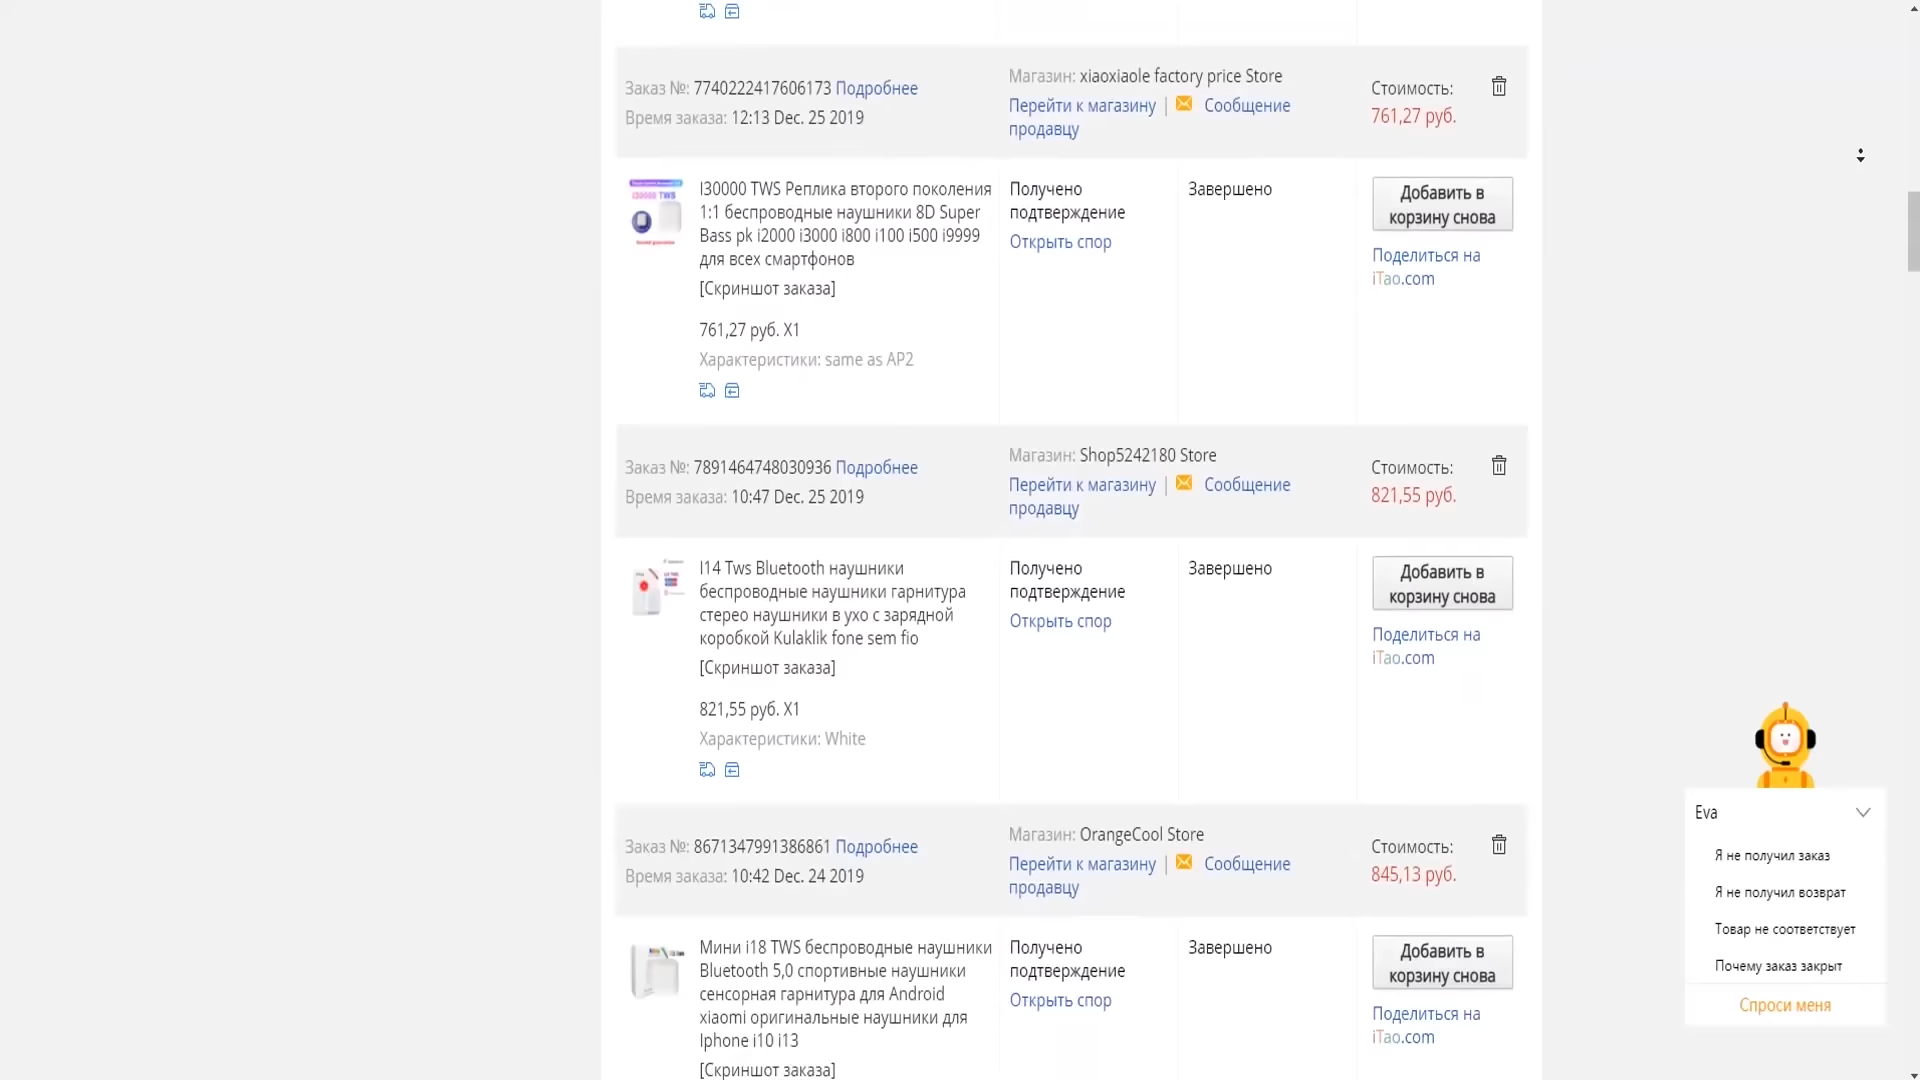 Заказ №: 7740222417606173 Подробнее
Время заказа: 12:13 Dec. 25 2019
Магазин: xiaoxiaole factory price Store
Перейти к магазину | Сообщение
продавцу
Стоимость:
761,27 руб.
I30000 TWS
I30000 TWS Реплика второго поколения
1:1 беспроводные наушники 8D Super
Bass pk i2000 i3000 i800 i100 i500 i9999
для всех смартфонов
[Скриншот заказа]
761,27 руб. X1
Характеристики: same as AP2
Получено
подтверждение
Открыть спор
Завершено
Добавить в
корзину снова
Поделиться на
iTao.com
Заказ №: 7891464748030936 Подробнее
Время заказа: 10:47 Dec. 25 2019
Магазин: Shop5242180 Store
Перейти к магазину | Сообщение
продавцу
Стоимость:
821,55 руб.
I14 Tws Bluetooth наушники
беспроводные наушники гарнитура
стерео наушники в ухо с зарядной
коробкой Kulaklik fone sem fio
[Скриншот заказа]
821,55 руб. X1
Характеристики: White
Получено
подтверждение
Открыть спор
Завершено
Добавить в
корзину снова
Поделиться на
iTao.com
Заказ №: 8671347991386861 Подробнее
Время заказа: 10:42 Dec. 24 2019
Магазин: OrangeCool Store
Перейти к магазину | Сообщение
продавцу
Стоимость:
845,13 руб.
Мини i18 TWS беспроводные наушники
Bluetooth 5,0 спортивные наушники
сенсорная гарнитура для Android
xiaomi оригинальные наушники для
Iphone i10 i13
[Скриншот заказа]
Получено
подтверждение
Открыть спор
Завершено
Добавить в
корзину снова
Поделиться на
iTao.com
Eva
Я не получил заказ
Я не получил возврат
Товар не соответствует
Почему заказ закрыт
Спроси меня